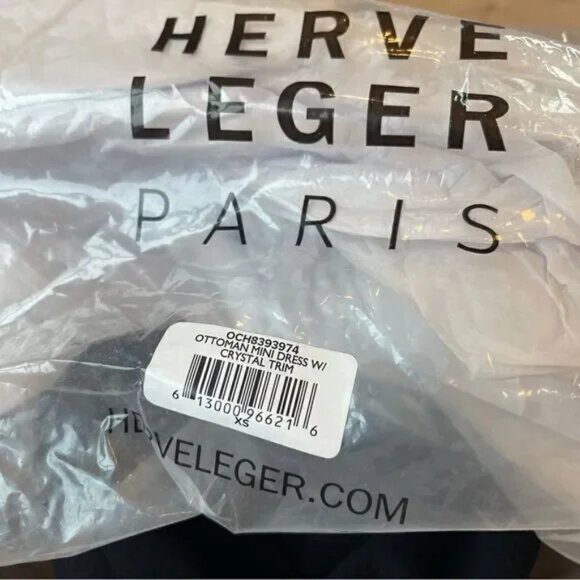 HERVE
LEGER
PARIS
OCH8393974
OTTOMAN MINI DRESS W/
CRYSTAL TRIM
6 13000 96621 6
XS
HERVELEGER.COM